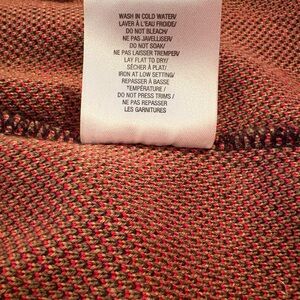 WASH IN COLD WATER/
LAVER À L'EAU FROIDE/
DO NOT BLEACH/
NE PAS JAVELLISER/
DO NOT SOAK/
NE PAS LAISSER TREMPER/
LAY FLAT TO DRY/
SÉCHER À PLAT/
IRON AT LOW SETTING/
REPASSER À BASSE
TEMPÉRATURE /
DO NOT PRESS TRIMS /
NE PAS REPASSER
LES GARNITURES